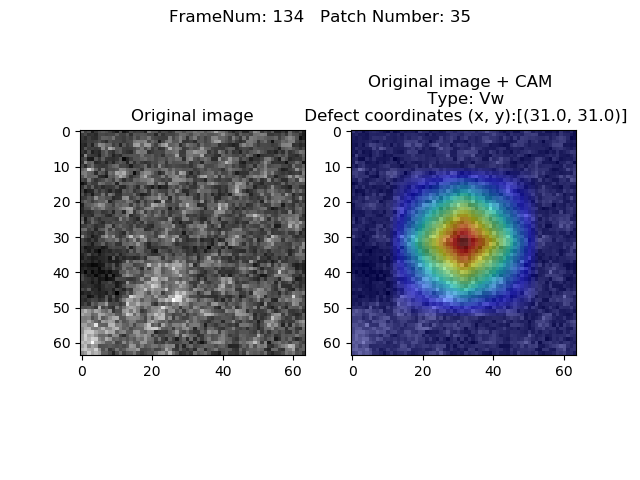 FrameNum: 134   Patch Number: 35
Original image
Original image + CAM
Type: Vw
Defect coordinates (x, y):[(31.0, 31.0)]
0
10
20
30
40
50
60
0 20 40 60
0
10
20
30
40
50
60
0 20 40 60